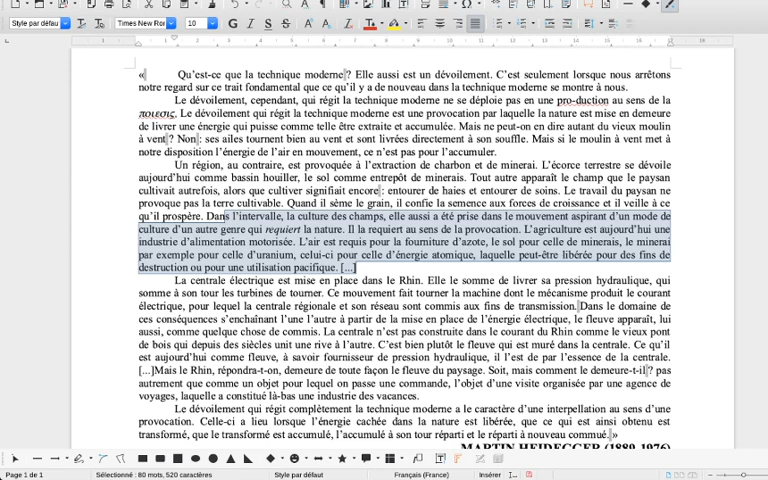 Style par défau
Times New Ror
10
G I S S
«	Qu'est-ce que la technique moderne ? Elle aussi est un dévoilement. C'est seulement lorsque nous arrêtons
notre regard sur ce trait fondamental que ce qu'il y a de nouveau dans la technique moderne se montre à nous.
Le dévoilement, cependant, qui régit la technique moderne ne se déploie pas en une pro-duction au sens de la
ποιεσις. Le dévoilement qui régit la technique moderne est une provocation par laquelle la nature est mise en demeure
de livrer une énergie qui puisse comme telle être extraite et accumulée. Mais ne peut-on en dire autant du vieux moulin
à vent ? Non : ses ailes tournent bien au vent et sont livrées directement à son souffle. Mais si le moulin à vent met à
notre disposition l'énergie de l'air en mouvement, ce n'est pas pour l'accumuler.
Un région, au contraire, est provoquée à l'extraction de charbon et de minerai. L'écorce terrestre se dévoile
aujourd'hui comme bassin houiller, le sol comme entrepôt de minerais. Tout autre apparaît le champ que le paysan
cultivait autrefois, alors que cultiver signifiait encore : entourer de haies et entourer de soins. Le travail du paysan ne
provoque pas la terre cultivable. Quand il sème le grain, il confie la semence aux forces de croissance et il veille à ce
qu'il prospère. Dans l'intervalle, la culture des champs, elle aussi a été prise dans le mouvement aspirant d'un mode de
culture d'un autre genre qui requiert la nature. Il la requiert au sens de la provocation. L'agriculture est aujourd'hui une
industrie d'alimentation motorisée. L'air est requis pour la fourniture d'azote, le sol pour celle de minerais, le minerai
par exemple pour celle d'uranium, celui-ci pour celle d'énergie atomique, laquelle peut-être libérée pour des fins de
destruction ou pour une utilisation pacifique. [...]
La centrale électrique est mise en place dans le Rhin. Elle le somme de livrer sa pression hydraulique, qui
somme à son tour les turbines de tourner. Ce mouvement fait tourner la machine dont le mécanisme produit le courant
électrique, pour lequel la centrale régionale et son réseau sont commis aux fins de transmission. Dans le domaine de
ces conséquences s'enchaînant l'une l'autre à partir de la mise en place de l'énergie électrique, le fleuve apparaît, lui
aussi, comme quelque chose de commis. La centrale n'est pas construite dans le courant du Rhin comme le vieux pont
de bois qui depuis des siècles unit une rive à l'autre. C'est bien plutôt le fleuve qui est muré dans la centrale. Ce qu'il
est aujourd'hui comme fleuve, à savoir fournisseur de pression hydraulique, il l'est de par l'essence de la centrale.
[...]Mais le Rhin, répondra-t-on, demeure de toute façon le fleuve du paysage. Soit, mais comment le demeure-t-il ? pas
autrement que comme un objet pour lequel on passe une commande, l'objet d'une visite organisée par une agence de
voyages, laquelle a constitué là-bas une industrie des vacances.
Le dévoilement qui régit complètement la technique moderne a le caractère d'une interpellation au sens d'une
provocation. Celle-ci a lieu lorsque l'énergie cachée dans la nature est libérée, que ce qui est ainsi obtenu est
transformé, que le transformé est accumulé, l'accumulé à son tour réparti et le réparti à nouveau commué. »
MARTIN HEIDEGGER (1889-1976)
Page 1 de 1
Sélectionné : 80 mots, 520 caractères
Style par défaut
Français (France)
Insérer